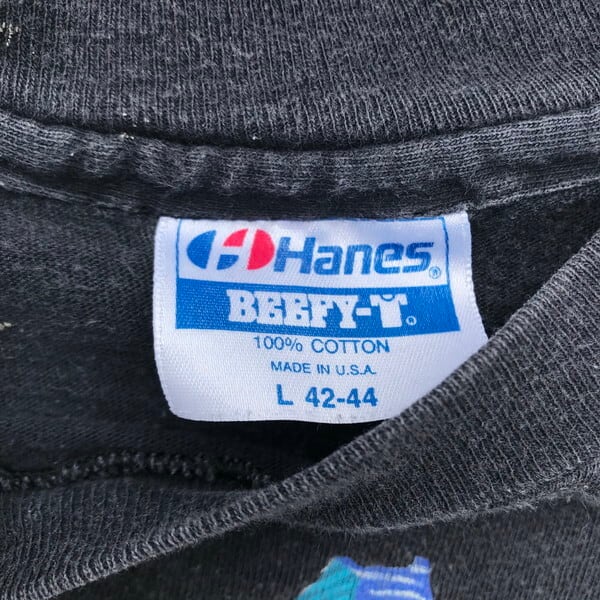 Hanes®
BEEFY-T®
100% COTTON
MADE IN U.S.A.
L 42-44